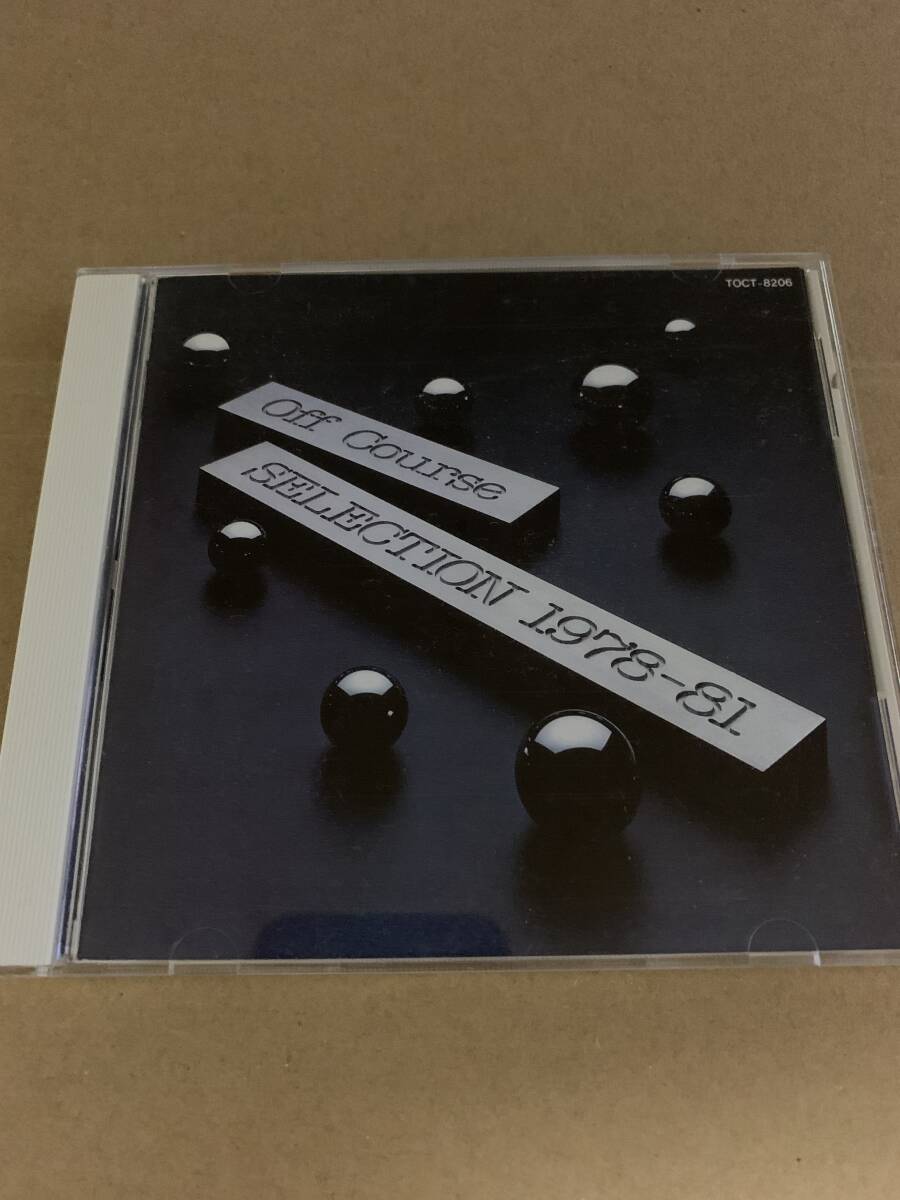 TOCT-8206
Off Course
SELECTION 1978-81